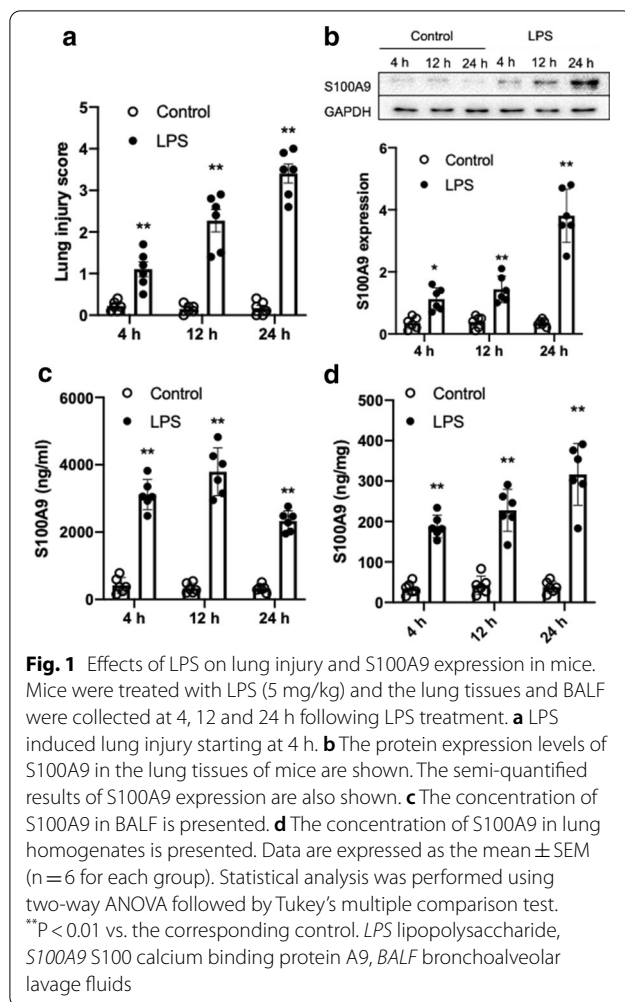 a
Control
LPS
Lung injury score
5
4
3
2
1
0
**
**
**
4 h
12 h
24 h
b
Control LPS
4 h 12 h 24 h 4 h 12 h 24 h
S100A9
GAPDH
Control
LPS
S100A9 expression
6
4
2
0
*
**
**
4 h
12 h
24 h
c
Control
LPS
S100A9 (ng/ml)
6000
4000
2000
0
**
**
**
4 h
12 h
24 h
d
Control
LPS
S100A9 (ng/mg)
500
400
300
200
100
0
**
**
**
4 h
12 h
24 h
Fig. 1 Effects of LPS on lung injury and S100A9 expression in mice.
Mice were treated with LPS (5 mg/kg) and the lung tissues and BALF
were collected at 4, 12 and 24 h following LPS treatment. a LPS
induced lung injury starting at 4 h. b The protein expression levels of
S100A9 in the lung tissues of mice are shown. The semi-quantified
results of S100A9 expression are also shown. c The concentration of
S100A9 in BALF is presented. d The concentration of S100A9 in lung
homogenates is presented. Data are expressed as the mean ± SEM
(n = 6 for each group). Statistical analysis was performed using
two-way ANOVA followed by Tukey's multiple comparison test.
**P < 0.01 vs. the corresponding control. LPS lipopolysaccharide,
S100A9 S100 calcium binding protein A9, BALF bronchoalveolar
lavage fluids